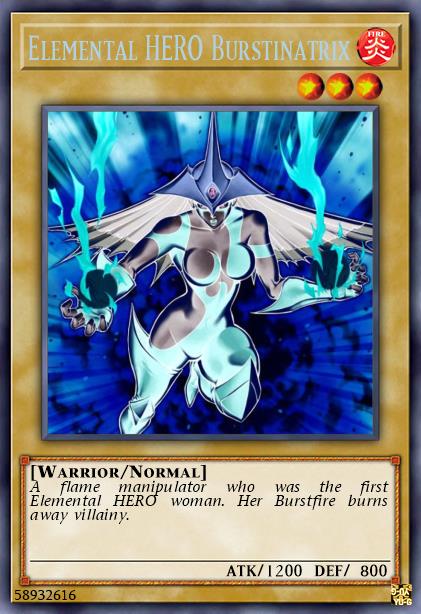 Elemental HERO Burstinatrix
FIRE
炎
[Warrior/Normal]
A flame manipulator who was the first
Elemental HERO woman. Her Burstfire burns
away villainy.
ATK/1200 DEF/ 800
58932616